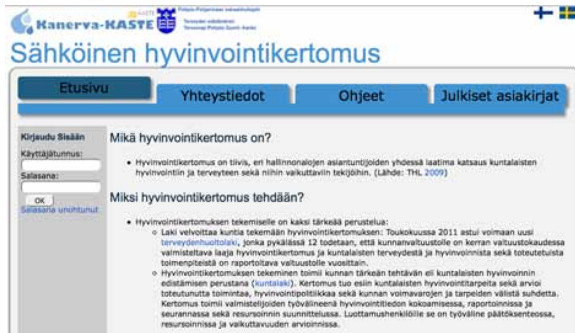 Kanerva-KASTE
KASTE
Pohjois-Pohjanmaan sairaanhoitopiiri
Sähköinen hyvinvointikertomus
Etusivu
Yhteystiedot
Ohjeet
Julkiset asiakirjat
Kirjaudu Sisään
Käyttäjätunnus:
Salasana:
OK
Salasana unohtunut
Mikä hyvinvointikertomus on?
• Hyvinvointikertomus on tiivis, eri hallinnonalojen asiantuntijoiden yhdessä laatima katsaus kuntalaisten
hyvinvointiin ja terveyteen sekä niihin vaikuttaviin tekijöihin. (Lähde: THL 2009)
Miksi hyvinvointikertomus tehdään?
• Hyvinvointikertomuksen tekemiselle on kaksi tärkeää perustelua:
○ Laki velvoittaa kuntia tekemään hyvinvointikertomuksen: Toukokuussa 2011 astui voimaan uusi
terveydenhuoltolaki, jonka pykälässä 12 todetaan, että kunnanvaltuustolle on kerran valtuustokaudessa
valmisteltava laaja hyvinvointikertomus ja kuntalaisten terveydestä ja hyvinvoinnista sekä toteutetuista
toimenpiteistä on raportoitava valtuustolle vuosittain.
○ Hyvinvointikertomuksen tekeminen toimii kunnan tärkeän tehtävän eli kuntalaisten hyvinvoinnin
edistämisen perustana (kuntalaki). Kertomus tuo esiin kuntalaisten hyvinvointitarpeita sekä arvioi
toteutunutta toimintaa, hyvinvointipolitiikkaa sekä kunnan voimavarojen ja tarpeiden välistä suhdetta.
Kertomus toimii valmistelijoiden työvälineenä hyvinvointitiedon kokoamisessa, raportoinnissa ja
seurannassa sekä resursoinnin suunnittelussa. Luottamushenkilöille se on työväline päätöksenteossa,
resursoinnissa ja vaikuttavuuden arvioinnissa.